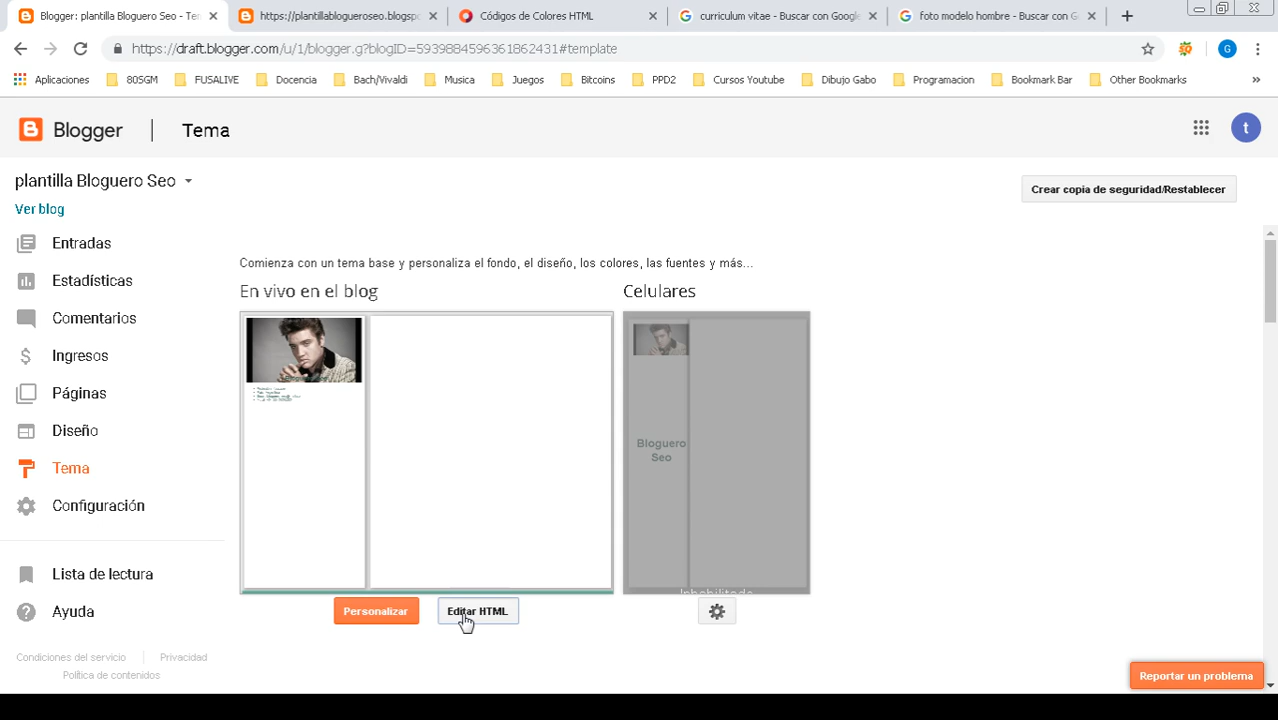 Blogger: plantilla Bloguero Seo - Te
https://plantillablogueroseo.blogsp
Códigos de Colores HTML
curriculum vitae - Buscar con Google
foto modelo hombre - Buscar con G
https://draft.blogger.com/u/1/blogger.g?blogID=5939884596361862431#template
G
Aplicaciones
80SGM
FUSALIVE
Docencia
Bach/Vivaldi
Musica
Juegos
Bitcoins
PPD2
Cursos Youtube
Dibujo Gabo
Programacion
Bookmark Bar
Other Bookmarks
Blogger
Tema
t
plantilla Bloguero Seo
Crear copia de seguridad/Restablecer
Ver blog
Entradas
Estadísticas
Comentarios
Ingresos
Páginas
Diseño
Tema
Configuración
Lista de lectura
Ayuda
Condiciones del servicio
Privacidad
Política de contenidos
Comienza con un tema base y personaliza el fondo, el diseño, los colores, las fuentes y más...
En vivo en el blog
Celulares
Bloguero
Seo
Inhabilitado
Personalizar
Editar HTML
Reportar un problema